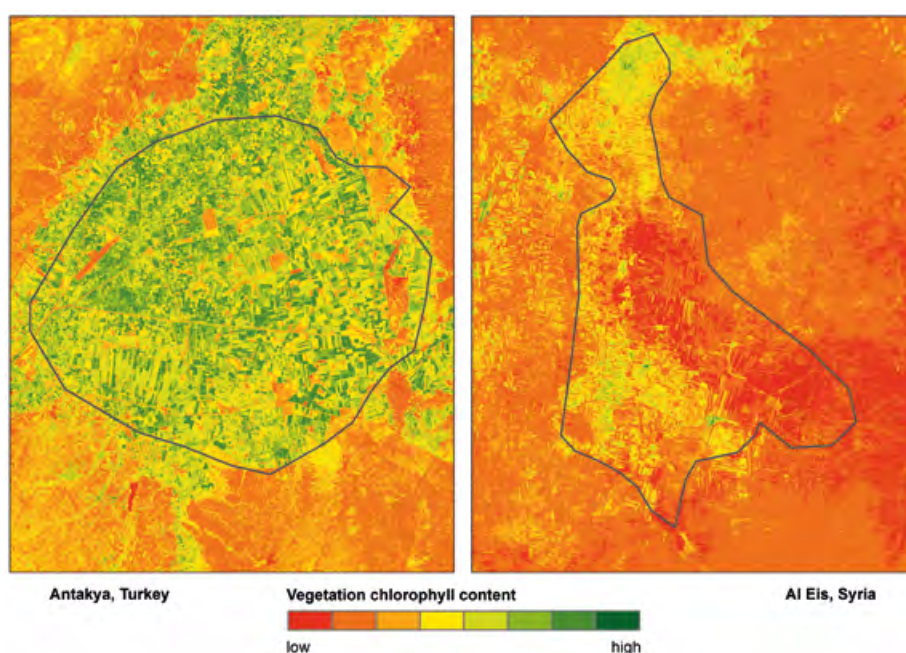 Antakya, Turkey
Vegetation chlorophyll content
Al Eis, Syria
low
high